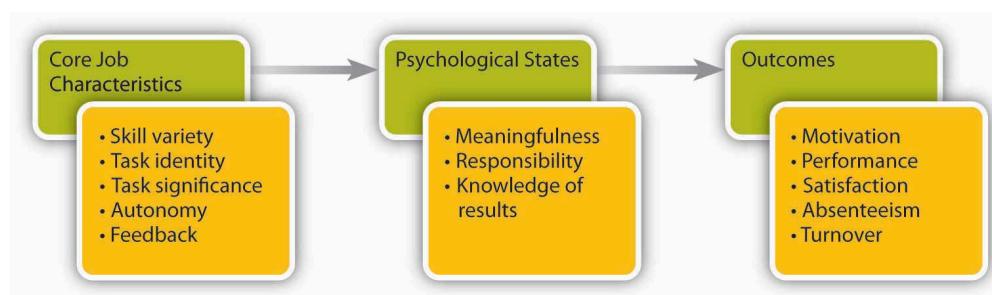 Core Job
Characteristics
• Skill variety
• Task identity
• Task significance
• Autonomy
• Feedback
Psychological States
• Meaningfulness
• Responsibility
• Knowledge of
results
Outcomes
• Motivation
• Performance
• Satisfaction
• Absenteeism
• Turnover